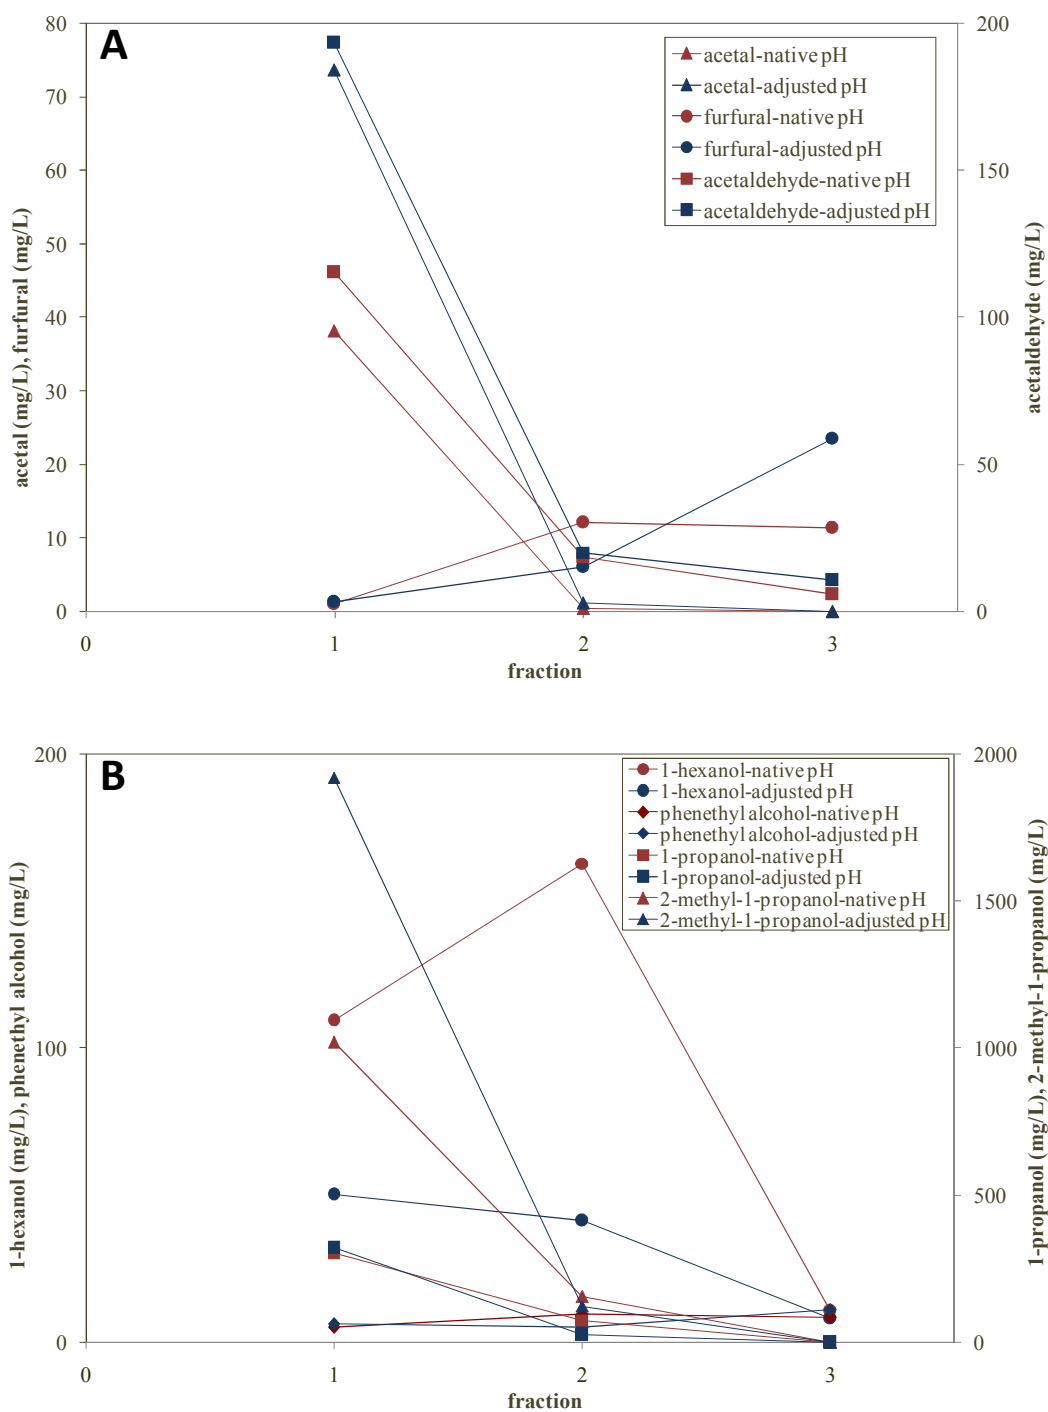 A
80
70
60
50
40
30
20
10
0
200
150
100
50
0
acetal (mg/L), furfural (mg/L)
acetaldehyde (mg/L)
acetal-native pH
acetal-adjusted pH
furfural-native pH
furfural-adjusted pH
acetaldehyde-native pH
acetaldehyde-adjusted pH
0 1 2 3
fraction
B
200
100
0
2000
1500
1000
500
0
1-hexanol (mg/L), phenethyl alcohol (mg/L)
1-propanol (mg/L), 2-methyl-1-propanol (mg/L)
1-hexanol-native pH
1-hexanol-adjusted pH
phenethyl alcohol-native pH
phenethyl alcohol-adjusted pH
1-propanol-native pH
1-propanol-adjusted pH
2-methyl-1-propanol-native pH
2-methyl-1-propanol-adjusted pH
0 1 2 3
fraction